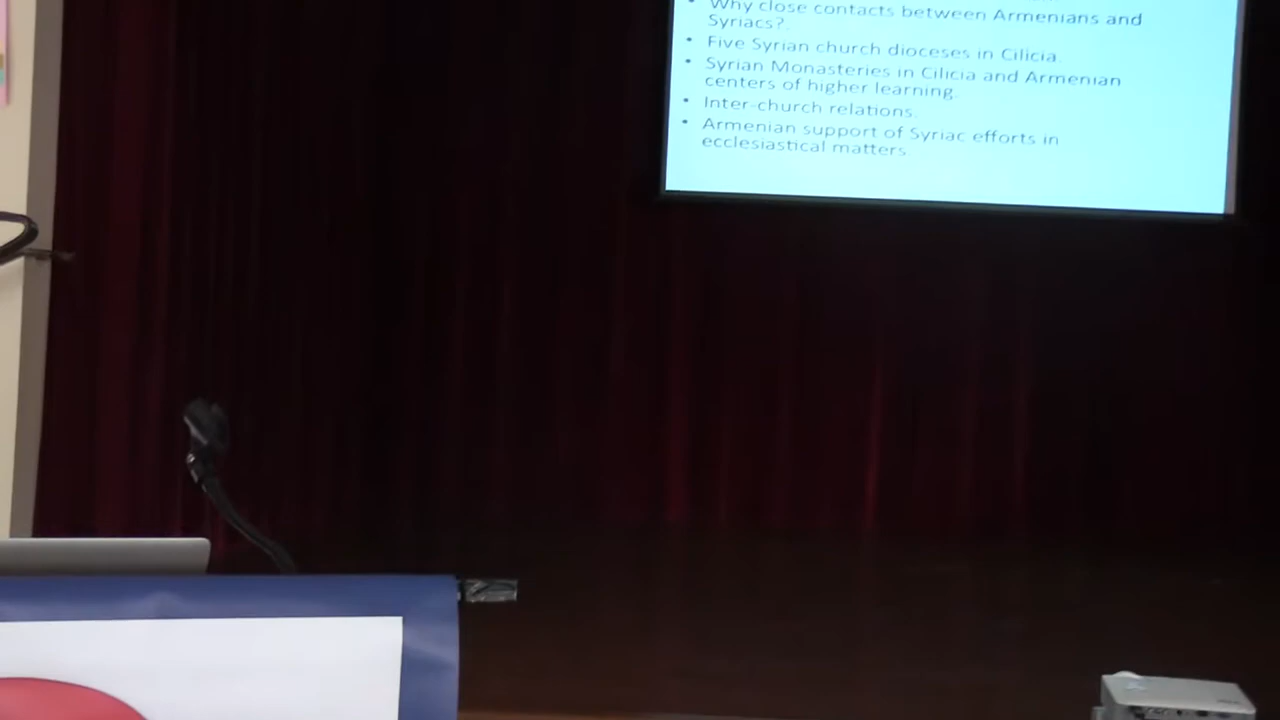 • Why close contacts between Armenians and
Syriacs?.
• Five Syrian church dioceses in Cilicia.
• Syrian Monasteries in Cilicia and Armenian
centers of higher learning.
• Inter-church relations.
• Armenian support of Syriac efforts in
ecclesiastical matters